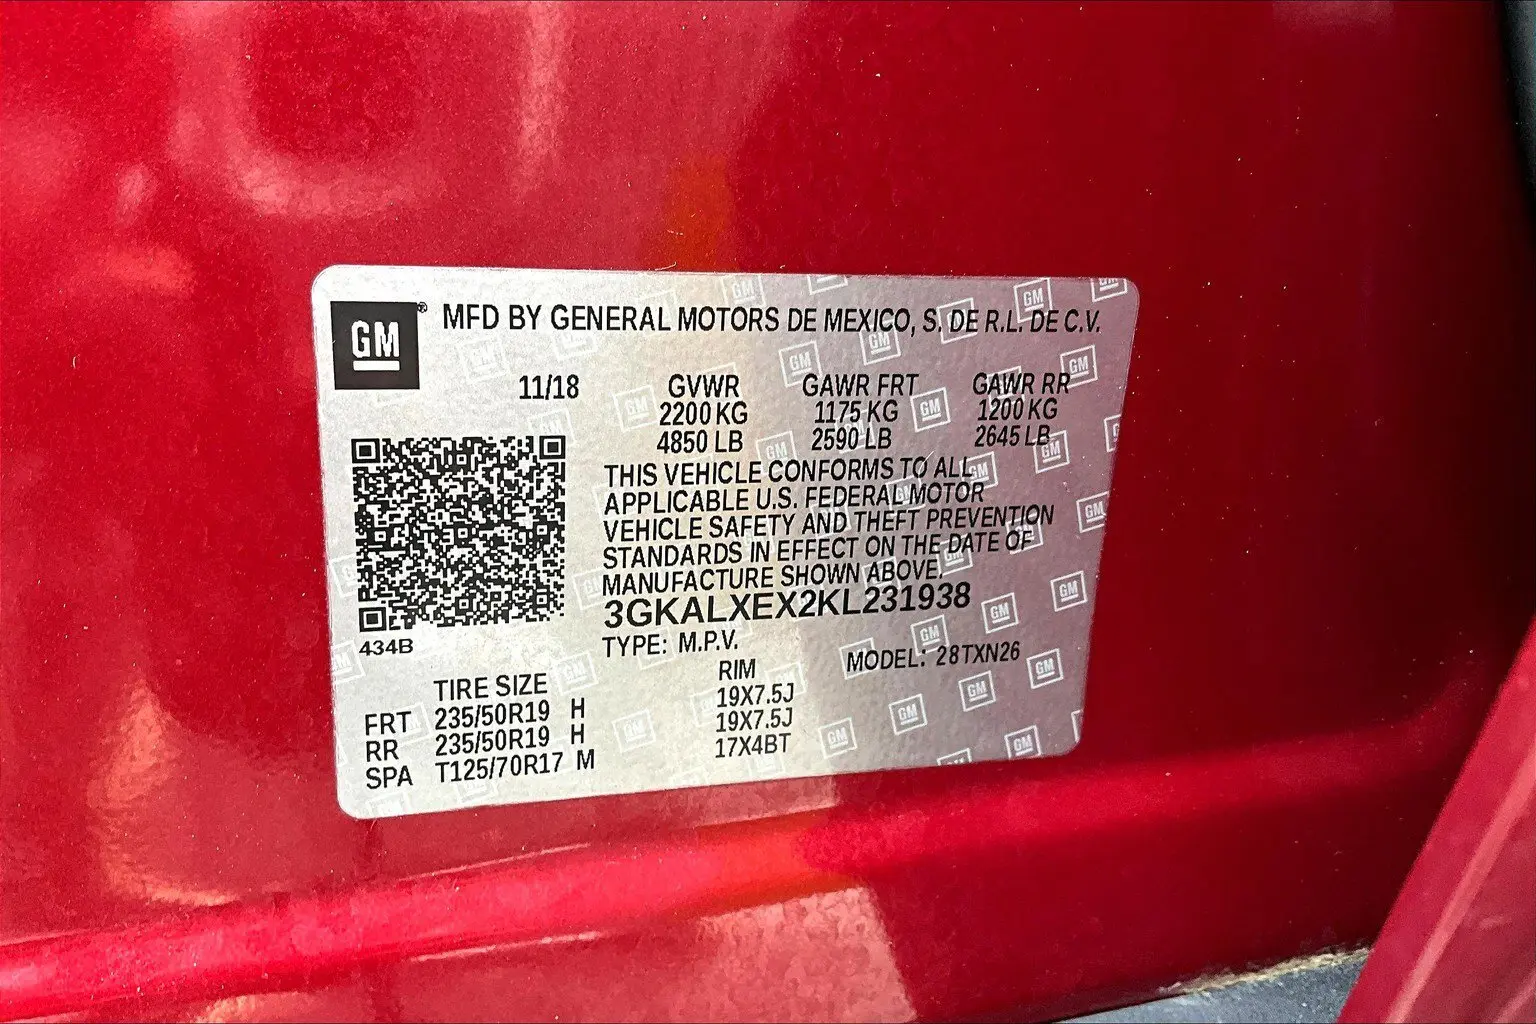 GM® MFD BY GENERAL MOTORS DE MEXICO, S. DE R.L. DE C.V.
11/18 GVWR GAWR FRT GAWR RR
2200 KG 1175 KG 1200 KG
4850 LB 2590 LB 2645 LB
THIS VEHICLE CONFORMS TO ALL
APPLICABLE U.S. FEDERAL MOTOR
VEHICLE SAFETY AND THEFT PREVENTION
STANDARDS IN EFFECT ON THE DATE OF
MANUFACTURE SHOWN ABOVE.
3GKALXEX2KL231938
434B
TYPE: M.P.V. MODEL: 28TXN26
TIRE SIZE RIM
FRT 235/50R19 H 19X7.5J
RR 235/50R19 H 19X7.5J
SPA T125/70R17 M 17X4BT